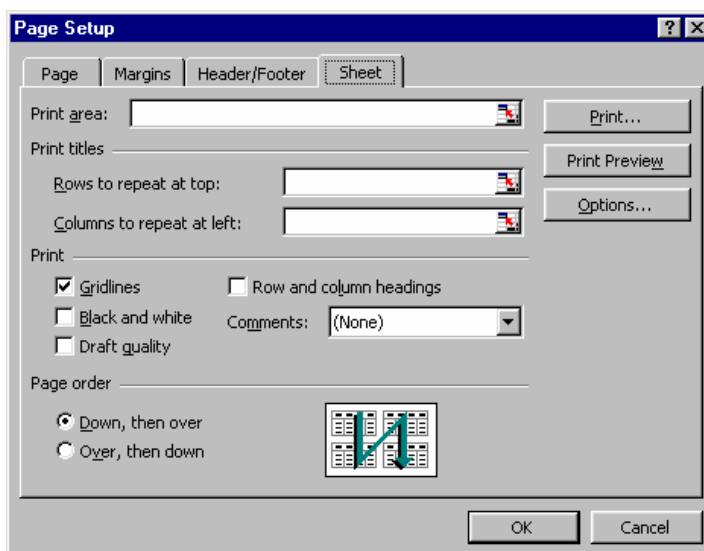 Page Setup
Page Margins Header/Footer Sheet
Print area:
Print...
Print titles
Print Preview
Rows to repeat at top:
Options...
Columns to repeat at left:
Print
Gridlines Row and column headings
Black and white Comments: (None)
Draft quality
Page order
Down, then over
Over, then down
OK Cancel